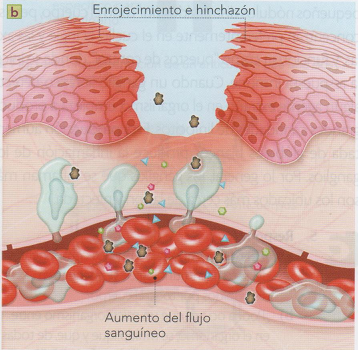 b
Enrojecimiento e hinchazón
Aumento del flujo
sanguíneo